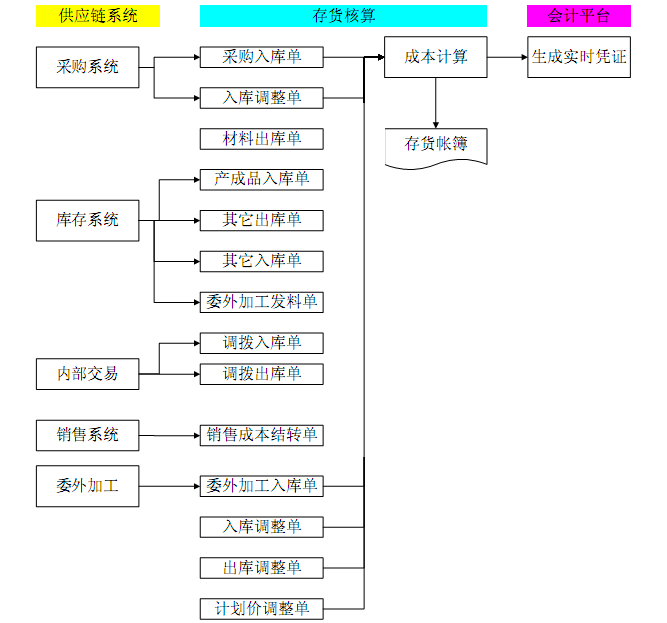 供应链系统
存货核算
会计平台
采购系统
采购入库单
成本计算
生成实时凭证
入库调整单
材料出库单
存货帐簿
产成品入库单
库存系统
其它出库单
其它入库单
委外加工发料单
调拨入库单
内部交易
调拨出库单
销售系统
销售成本结转单
委外加工
委外加工入库单
入库调整单
出库调整单
计划价调整单